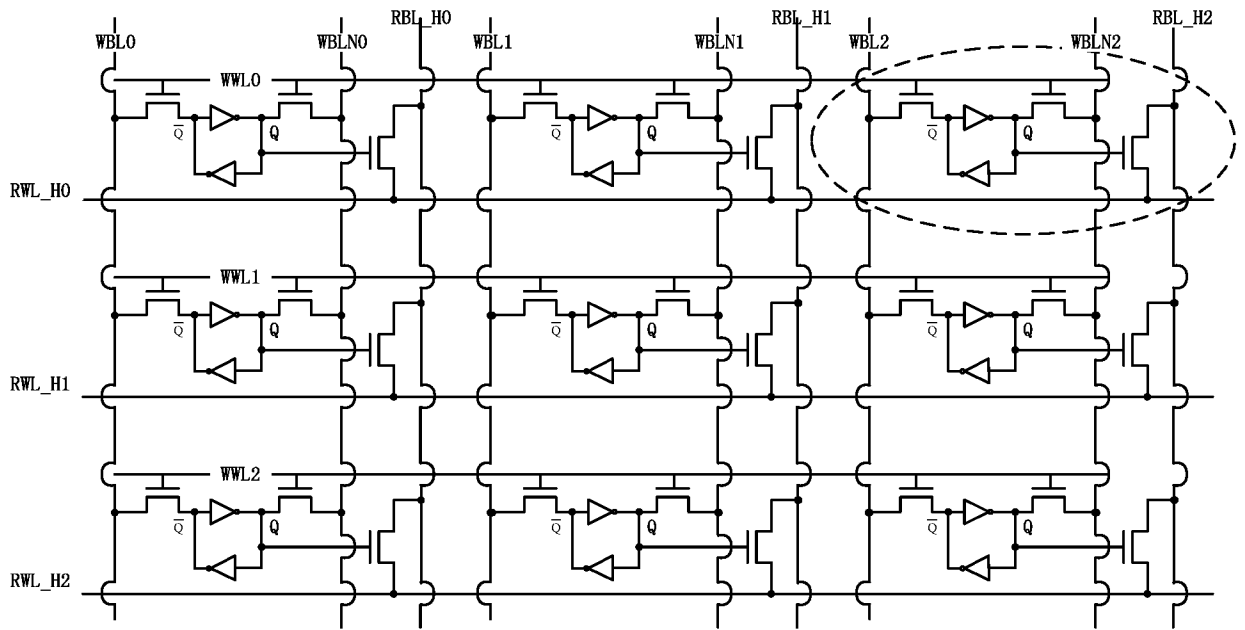 RBL_H0 RBL_H1 RBL_H2
WBL0 WBLN0 WBL1 WBLN1 WBL2 WBLN2
WWL0
Q̅ Q Q̅ Q Q̅ Q
RWL_H0
WWL1
Q̅ Q Q̅ Q Q̅ Q
RWL_H1
WWL2
Q̅ Q Q̅ Q Q̅ Q
RWL_H2